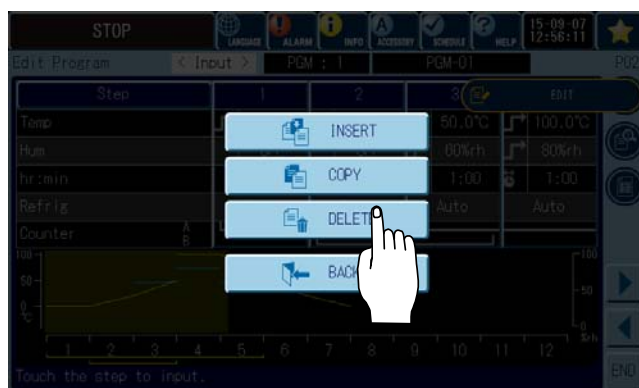 STOP
LANGUAGE ALARM INFO ACCESSORY SCHEDULE HELP 15-09-07 12:56:11
Edit Program < Input > PGM : 1 PGM-01 P02
Step 1 2 3 EDIT
Temp 50.0℃ 100.0℃
Hum 60%rh 80%rh
hr:min 1:00 1:00
Refrig Auto Auto
Counter A
B
INSERT
COPY
DELETE
BACK
100 100
50 50
0 0
℃ %rh
1 2 3 4 5 6 7 8 9 10 11 12
Touch the step to input. END